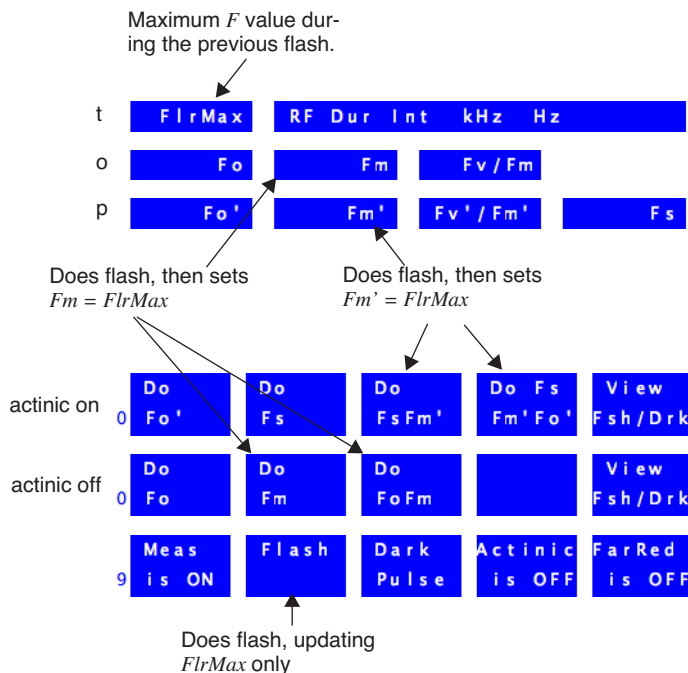 Maximum F value dur-
ing the previous flash.
t FlrMax RF Dur Int kHz Hz
o Fo Fm Fv/Fm
p Fo' Fm' Fv'/Fm' Fs
Does flash, then sets
Fm = FlrMax
Does flash, then sets
Fm' = FlrMax
actinic on
0
Do
Fo'
Do
Fs
Do
FsFm'
Do Fs
Fm'Fo'
View
Fsh/Drk
actinic off
0
Do
Fo
Do
Fm
Do
FoFm
View
Fsh/Drk
9
Meas
is ON
Flash
Dark
Pulse
Actinic
is OFF
FarRed
is OFF
Does flash, updating
FlrMax only